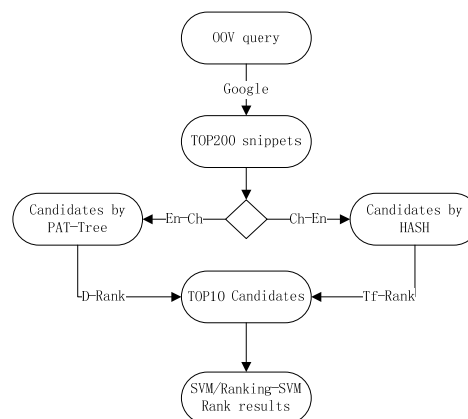 OOV query
Google
TOP200 snippets
En-Ch
Ch-En
Candidates by
PAT-Tree
Candidates by
HASH
D-Rank
TOP10 Candidates
Tf-Rank
SVM/Ranking-SVM
Rank results